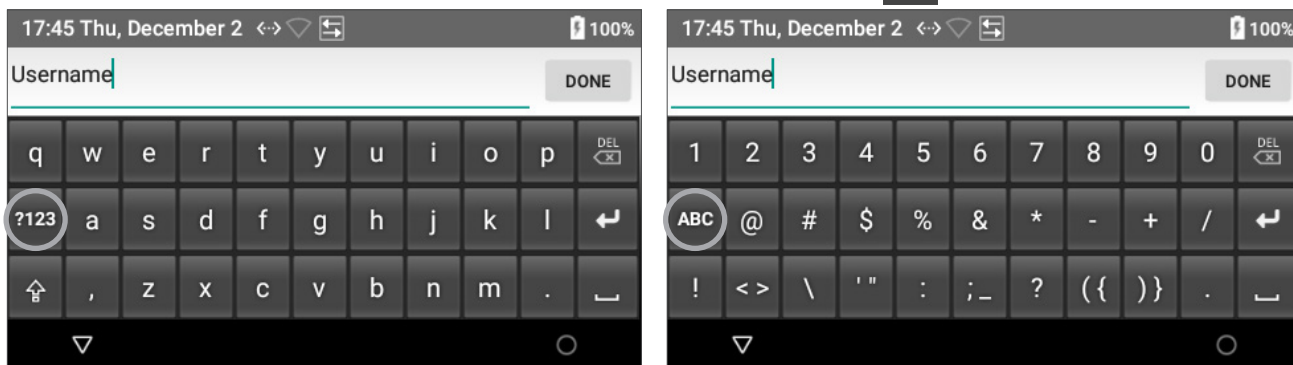 17:45 Thu, December 2 100%
Username DONE
q w e r t y u i o p DEL
?123 a s d f g h j k l
, z x c v b n m .
17:45 Thu, December 2 100%
Username DONE
1 2 3 4 5 6 7 8 9 0 DEL
ABC @ # $ % & * - + /
! < > \ ' " : ; _ ? ( { ) } .